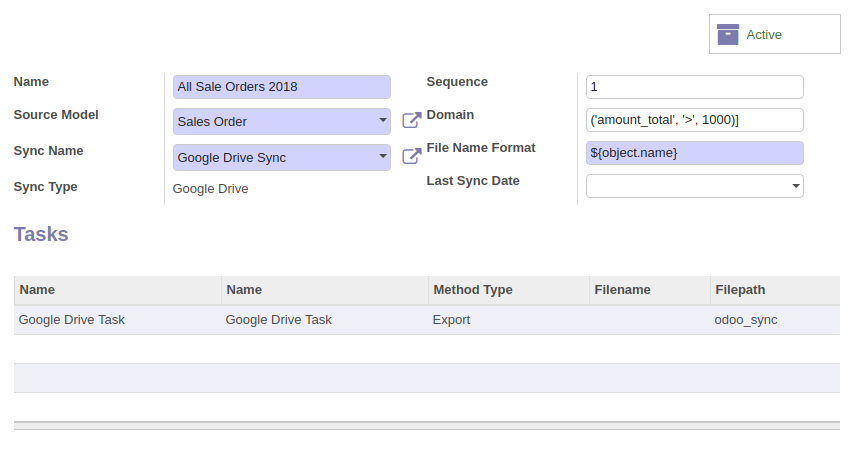 Active
Name All Sale Orders 2018
Source Model Sales Order
Sync Name Google Drive Sync
Sync Type Google Drive
Sequence 1
Domain ('amount_total', '>', 1000)]
File Name Format ${object.name}
Last Sync Date
Tasks
Name Name Method Type Filename Filepath
Google Drive Task Google Drive Task Export odoo_sync